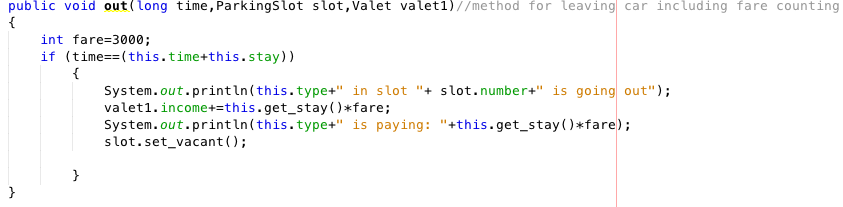 public void out(long time,ParkingSlot slot,Valet valet1)//method for leaving car including fare counting
{
int fare=3000;
if (time==(this.time+this.stay))
{
System.out.println(this.type+" in slot "+ slot.number+" is going out");
valet1.income+=this.get_stay()*fare;
System.out.println(this.type+" is paying: "+this.get_stay()*fare);
slot.set_vacant();
}
}